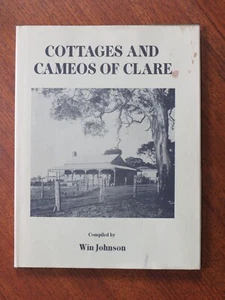 COTTAGES AND
CAMEOS OF CLARE
Compiled by
Win Johnson